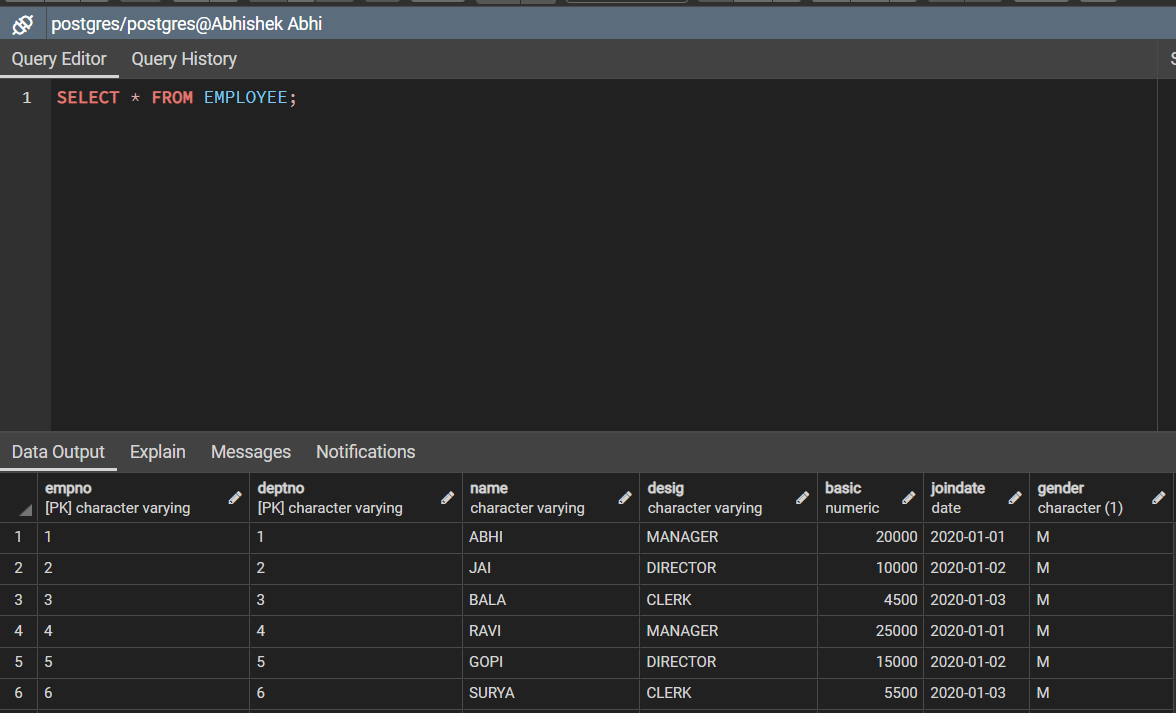 postgres/postgres@Abhishek Abhi
Query Editor Query History
1 SELECT * FROM EMPLOYEE;
Data Output Explain Messages Notifications
empno deptno name desig basic joindate gender
[PK] character varying [PK] character varying character varying character varying numeric date character (1)
1 1 1 ABHI MANAGER 20000 2020-01-01 M
2 2 2 JAI DIRECTOR 10000 2020-01-02 M
3 3 3 BALA CLERK 4500 2020-01-03 M
4 4 4 RAVI MANAGER 25000 2020-01-01 M
5 5 5 GOPI DIRECTOR 15000 2020-01-02 M
6 6 6 SURYA CLERK 5500 2020-01-03 M